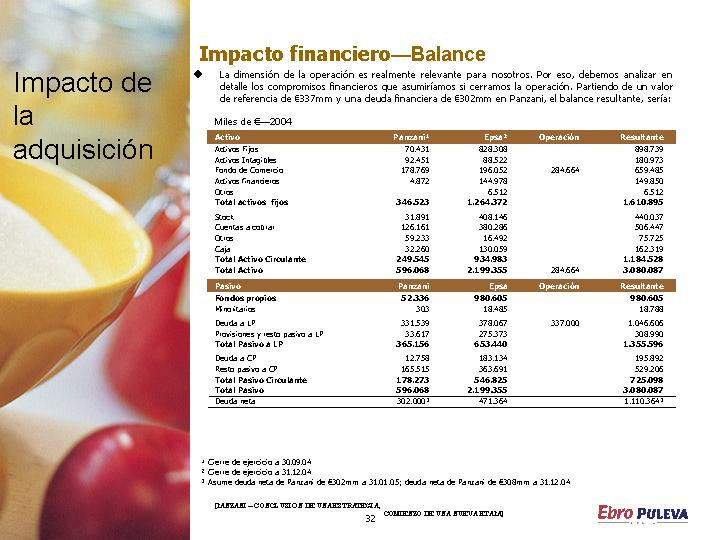 Impacto de
la
adquisición
Impacto financiero—Balance
◆ La dimensión de la operación es realmente relevante para nosotros. Por eso, debemos analizar en
detalle los compromisos financieros que asumiríamos si cerramos la operación. Partiendo de un valor
de referencia de €337mm y una deuda financiera de €302mm en Panzani, el balance resultante, sería:
Miles de €—2004
Activo Panzani¹ Epsa² Operación Resultante
Activos Fijos 70.431 828.308 898.739
Activos Intagibles 92.451 88.522 180.973
Fondo de Comercio 178.769 196.052 284.664 659.485
Activos financieros 4.872 144.978 149.850
Otros 6.512 6.512
Total activos fijos 346.523 1.264.372 1.610.895
Stock 31.891 408.146 440.037
Cuentas a cobrar 126.161 380.286 506.447
Otros 59.233 16.492 75.725
Caja 32.260 130.059 162.319
Total Activo Circulante 249.545 934.983 1.184.528
Total Activo 596.068 2.199.355 284.664 3.080.087
Pasivo Panzani Epsa Operación Resultante
Fondos propios 52.336 980.605 980.605
Minoritarios 303 18.485 18.788
Deuda a LP 331.539 378.067 337.000 1.046.606
Provisiones y resto pasivo a LP 33.617 275.373 308.990
Total Pasivo a LP 365.156 653.440 1.355.596
Deuda a CP 12.758 183.134 195.892
Resto pasivo a CP 165.515 363.691 529.206
Total Pasivo Circulante 178.273 546.825 725.098
Total Pasivo 596.068 2.199.355 3.080.087
Deuda neta 302.000³ 471.364 1.110.364³
¹ Cierre de ejercicio a 30.09.04
² Cierre de ejercicio a 31.12.04
³ Asume deuda neta de Panzani de €302mm a 31.01.05; deuda neta de Panzani de €308mm a 31.12.04
[PANZANI – CONCLUSION DE UNA ESTRATEGIA,
COMIENZO DE UNA NUEVA ETAPA]
32
Ebro PULEVA